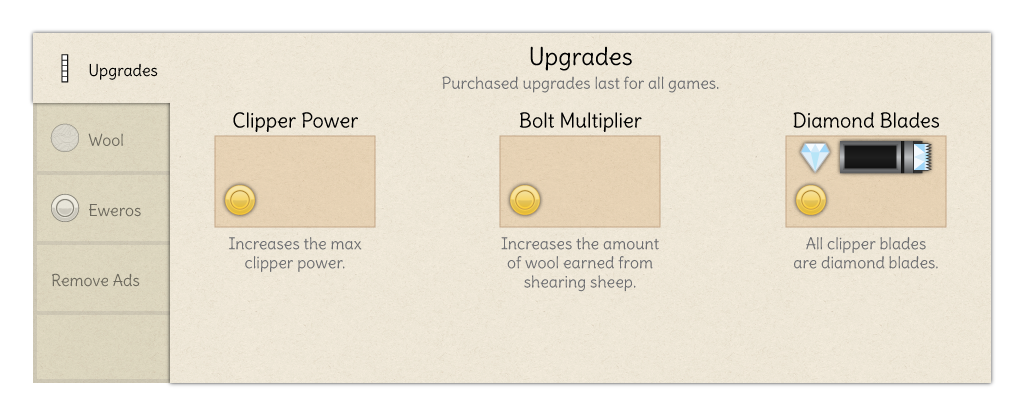 Upgrades
Wool
Eweros
Remove Ads
Upgrades
Purchased upgrades last for all games.
Clipper Power
Increases the max
clipper power.
Bolt Multiplier
Increases the amount
of wool earned from
shearing sheep.
Diamond Blades
All clipper blades
are diamond blades.